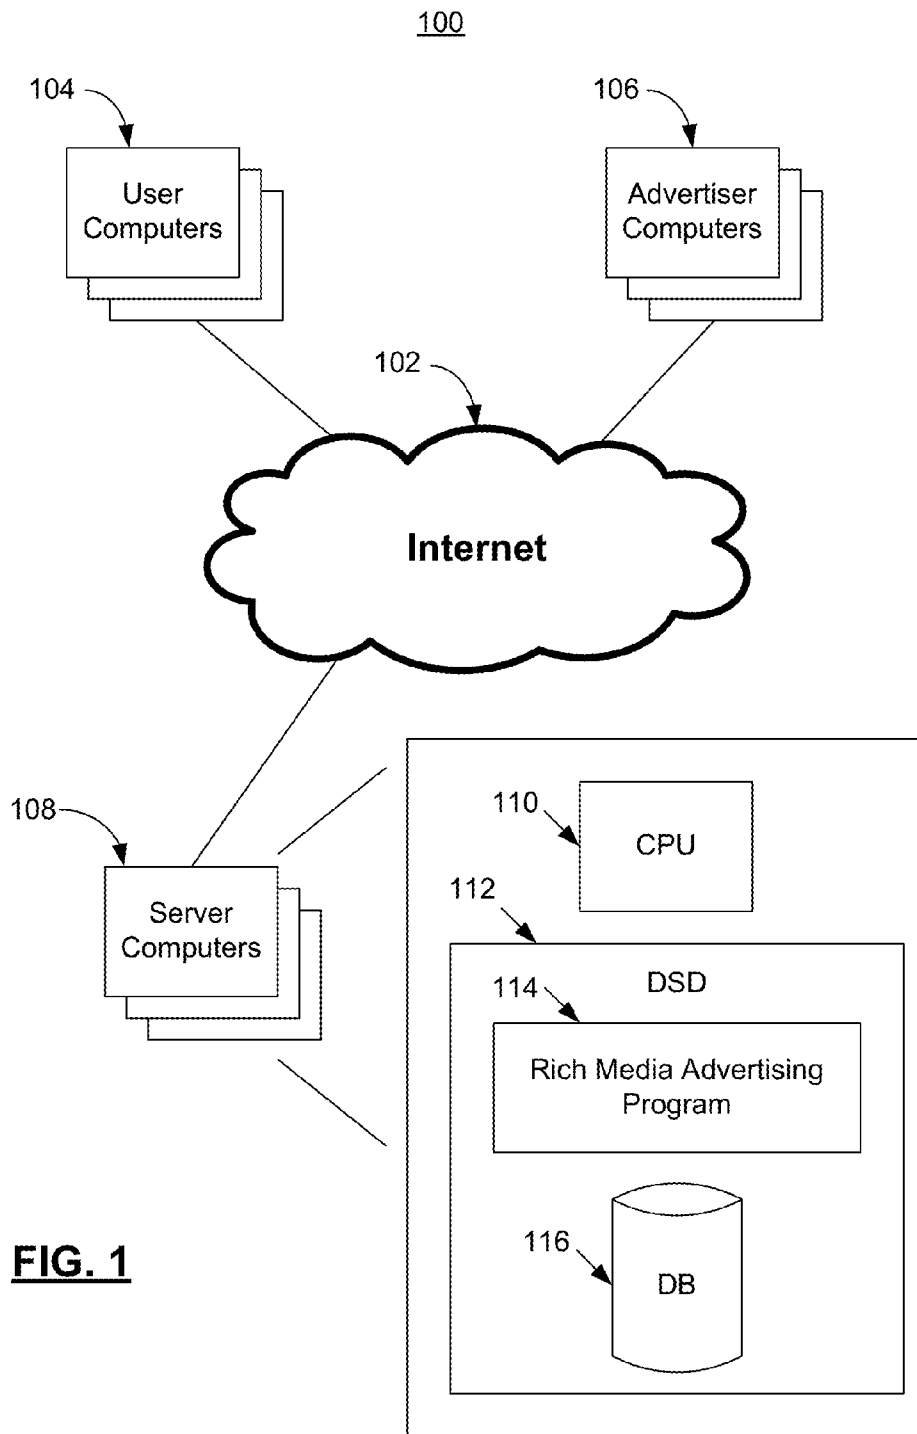 100
104
106
User
Computers
Advertiser
Computers
102
Internet
108
Server
Computers
110
CPU
112
DSD
114
Rich Media Advertising
Program
116
DB
FIG. 1